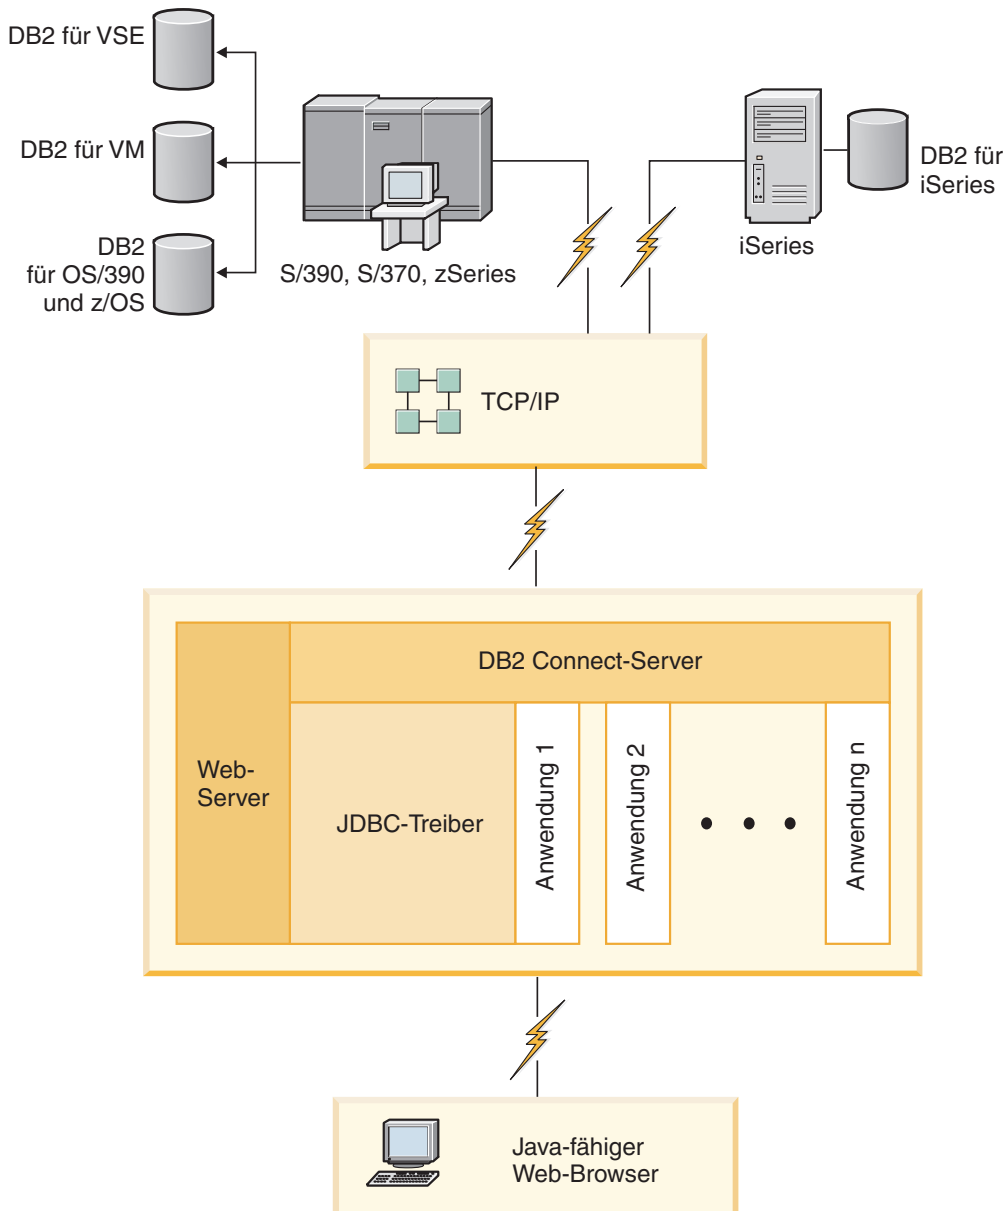 DB2 für VSE
DB2 für VM
DB2
für OS/390
und z/OS
S/390, S/370, zSeries
iSeries
DB2 für
iSeries
TCP/IP
DB2 Connect-Server
Web-
Server
JDBC-Treiber
Anwendung 1
Anwendung 2
Anwendung n
Java-fähiger
Web-Browser